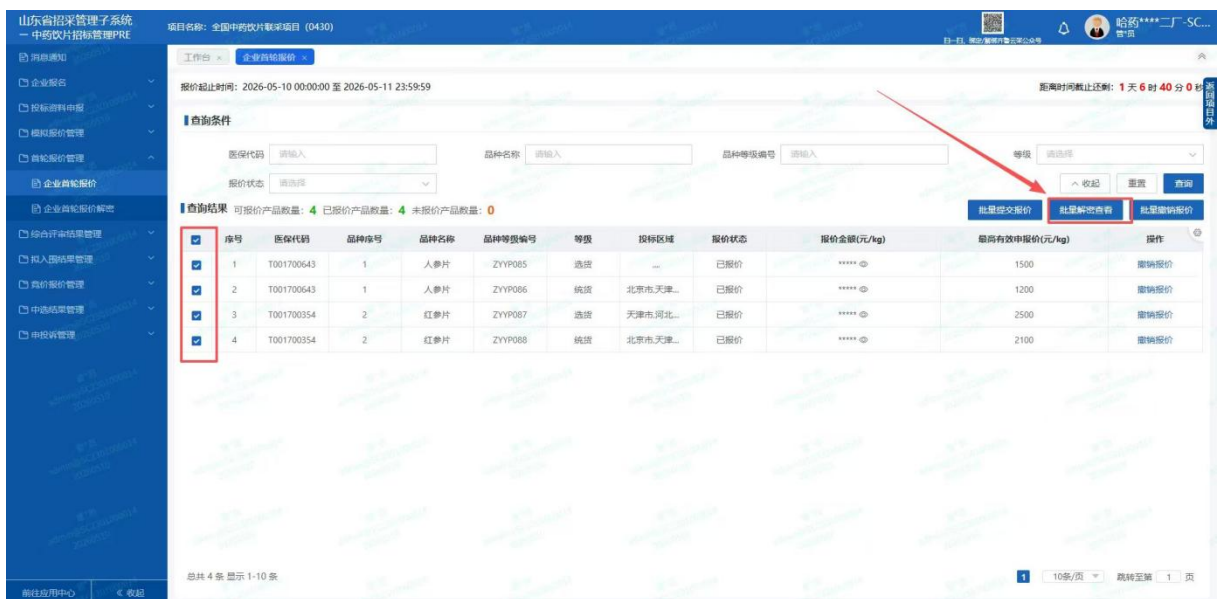 山东省招采管理子系统
— 中药饮片招标管理PRE
项目名称：全国中药饮片联采项目 (0430)
扫一扫，
哈药****二厂-SC...
管*员
消息通知
企业报名
投标资料申报
模拟报价管理
首轮报价管理
企业首轮报价
企业首轮报价解密
综合评审结果管理
拟入围结果管理
竞价报价管理
中选结果管理
申投诉管理
前往应用中心
《 收起
工作台 ×
企业首轮报价 ×
报价起止时间：2026-05-10 00:00:00 至 2026-05-11 23:59:59
距离时间截止还剩：1 天 6 时 40 分 0 秒
返回项目外
查询条件
医保代码 请输入 品种名称 请输入 品种等级编号 请输入 等级 请选择
报价状态 请选择 收起 重置 查询
查询结果 可报价产品数量：4 已报价产品数量：4 未报价产品数量：0
批量提交报价 批量解密查看 批量撤销报价
序号 医保代码 品种序号 品种名称 品种等级编号 等级 投标区域 报价状态 报价金额(元/kg) 最高有效申报价(元/kg) 操作
1 T001700643 1 人参片 ZYYP085 选货 ... 已报价 ***** 1500 撤销报价
2 T001700643 1 人参片 ZYYP086 统货 北京市,天津... 已报价 ***** 1200 撤销报价
3 T001700354 2 红参片 ZYYP087 选货 天津市,河北... 已报价 ***** 2500 撤销报价
4 T001700354 2 红参片 ZYYP088 统货 北京市,天津... 已报价 ***** 2100 撤销报价
总共 4 条 显示 1-10 条
1 10条/页 跳转至第 1 页